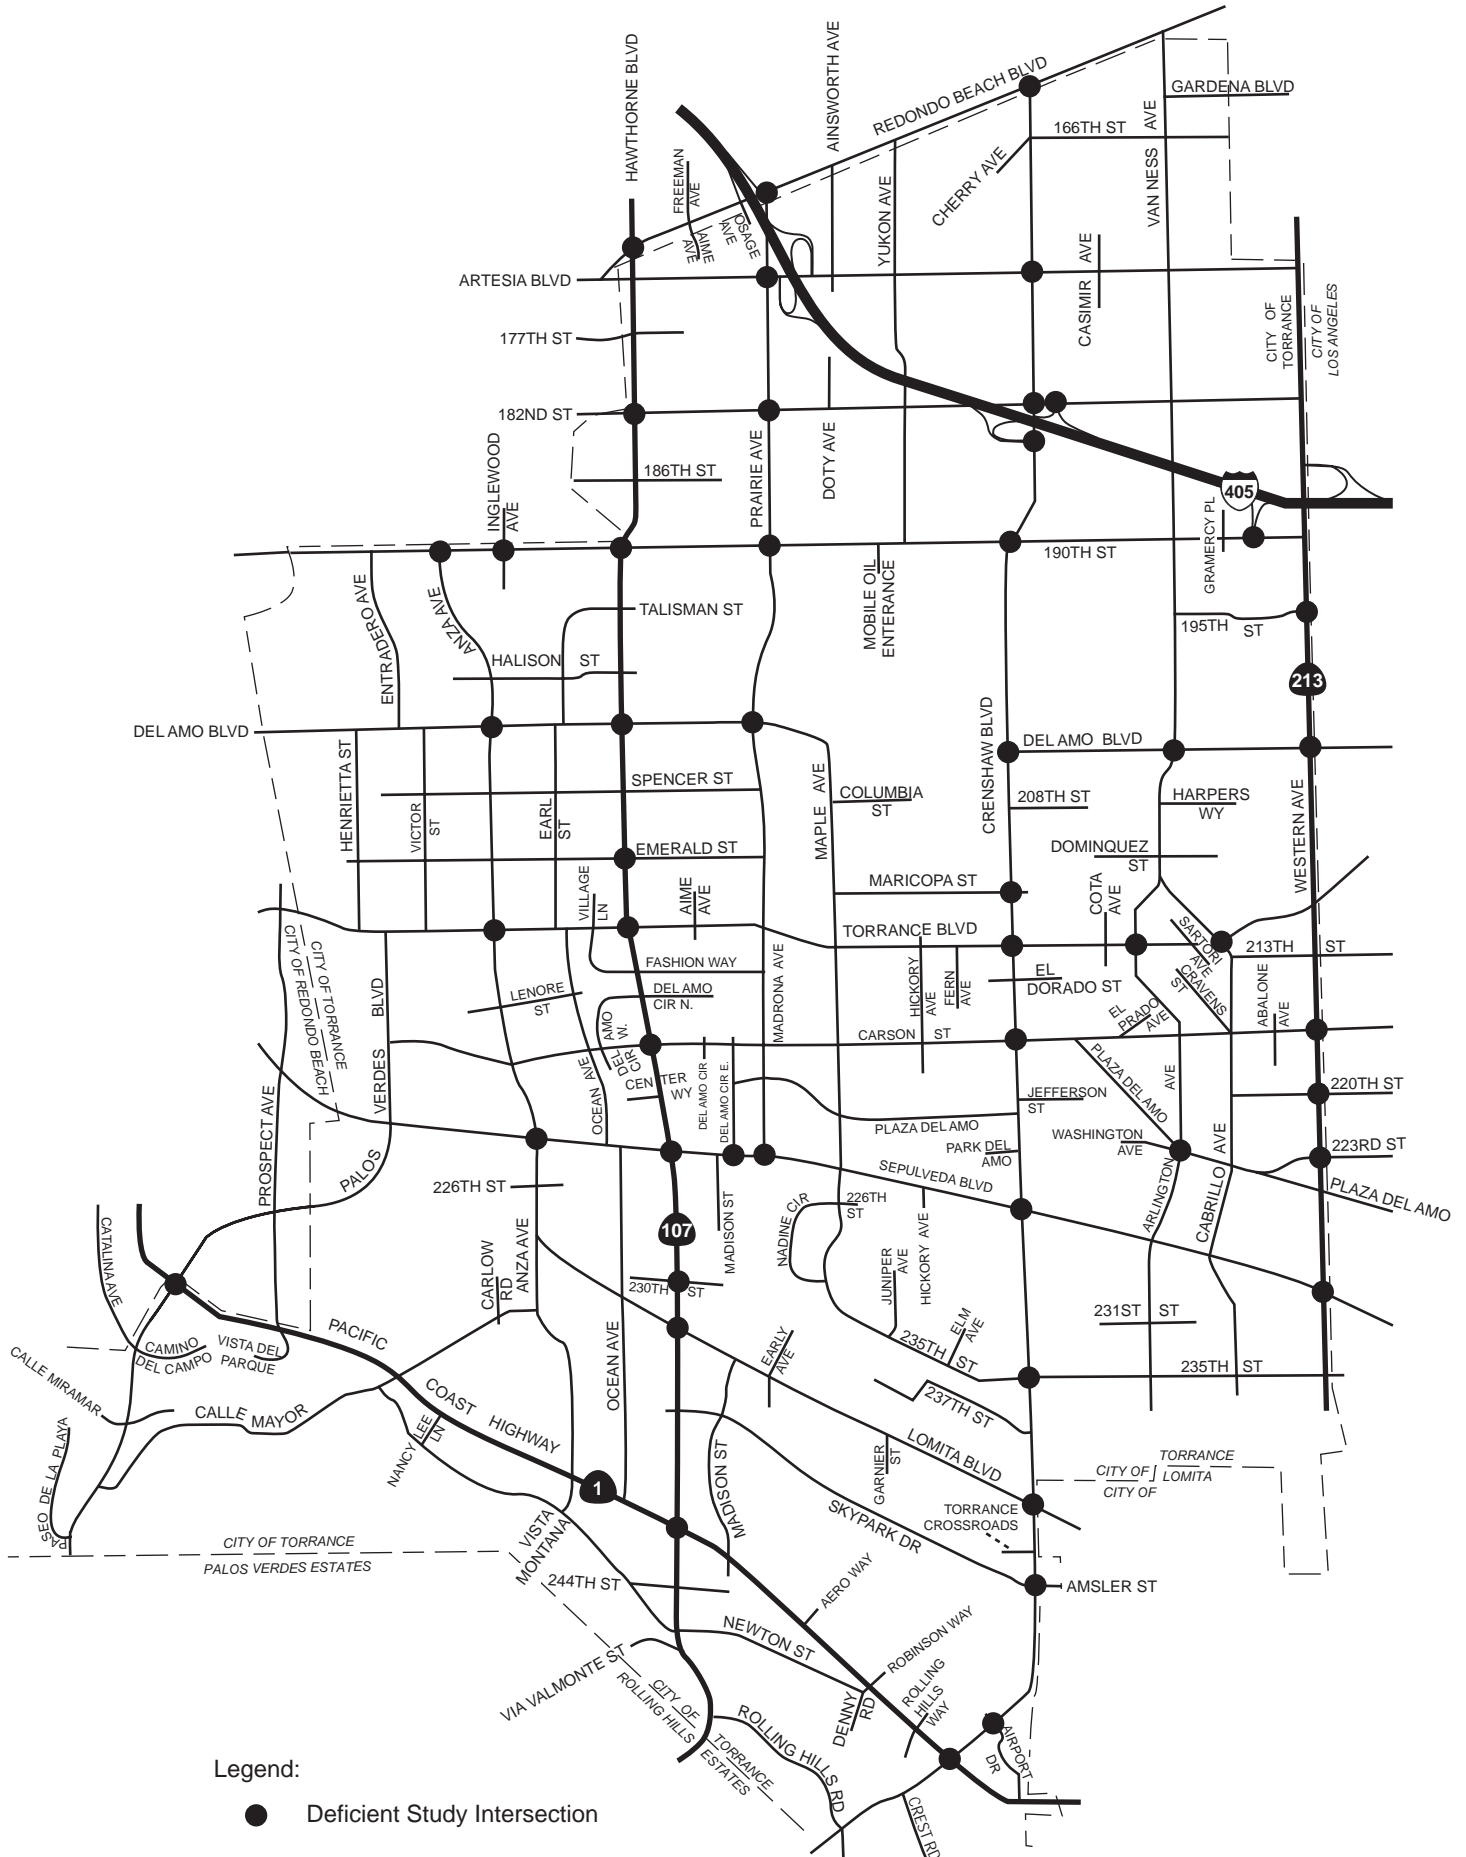 HAWTHORNE BLVD
AINSWORTH AVE
REDONDO BEACH BLVD
GARDENA BLVD
166TH ST
CHERRY AVE
VAN NESS AVE
FREEMAN
AVE
AIME
AVE
OSAGE
AVE
YUKON AVE
CASIMIR AVE
ARTESIA BLVD
177TH ST
CITY OF
TORRANCE
CITY OF
LOS ANGELES
182ND ST
INGLEWOOD
AVE
186TH ST
PRAIRIE AVE
DOTY AVE
405
GRAMERCY PL
190TH ST
ENTRADERO AVE
ANZA AVE
MOBILE OIL
ENTERANCE
TALISMAN ST
195TH ST
HALISON ST
213
DEL AMO BLVD
CRENSHAW BLVD
DEL AMO BLVD
HENRIETTA ST
VICTOR
ST
EARL
ST
SPENCER ST
MAPLE AVE
COLUMBIA
ST
208TH ST
HARPERS
WY
WESTERN AVE
EMERALD ST
DOMINQUEZ
ST
VILLAGE
LN
AIME
AVE
MARICOPA ST
COTA
AVE
TORRANCE BLVD
SARTORI
AVE
213TH ST
CITY OF TORRANCE
CITY OF REDONDO BEACH
FASHION WAY
MADRONA AVE
HICKORY
AVE
FERN
AVE
EL
DORADO ST
CRAVENS
ST
ABALONE
AVE
LENORE
ST
DEL AMO
CIR N.
EL
PRADO
AVE
VERDES BLVD
DEL AMO
CIR W.
CARSON ST
CENTER
WY
OCEAN AVE
DEL AMO CIR
DEL AMO CIR E.
PLAZA DEL AMO
AVE
220TH ST
JEFFERSON
ST
PROSPECT AVE
PLAZA DEL AMO
WASHINGTON
AVE
223RD ST
PARK DEL
AMO
PALOS
SEPULVEDA BLVD
226TH ST
226TH
ST
ARLINGTON
CABRILLO AVE
PLAZA DEL AMO
CATALINA AVE
107
MADISON ST
NADINE CIR
JUNIPER
AVE
HICKORY AVE
CARLOW
RD
ANZA AVE
230TH ST
231ST ST
ELM
AVE
PACIFIC
CAMINO
DEL CAMPO
VISTA DEL
PARQUE
OCEAN AVE
EARLY
AVE
235TH ST
235TH ST
CALLE MIRAMAR
COAST
HIGHWAY
237TH ST
CALLE MAYOR
NANCY LEE
LN
MADISON ST
LOMITA BLVD
GARNIER
ST
PASEO DE LA PLAYA
CITY OF TORRANCE
CITY OF LOMITA
1
SKYPARK DR
TORRANCE
CROSSROADS
VISTA
MONTANA
CITY OF TORRANCE
PALOS VERDES ESTATES
244TH ST
AMSLER ST
AERO WAY
NEWTON ST
ROBINSON WAY
VIA VALMONTE ST
ROLLING
HILLS
WAY
CITY OF TORRANCE
ROLLING HILLS ESTATES
DENNY
RD
ROLLING HILLS RD
AIRPORT
DR
CREST RD
Legend:
Deficient Study Intersection